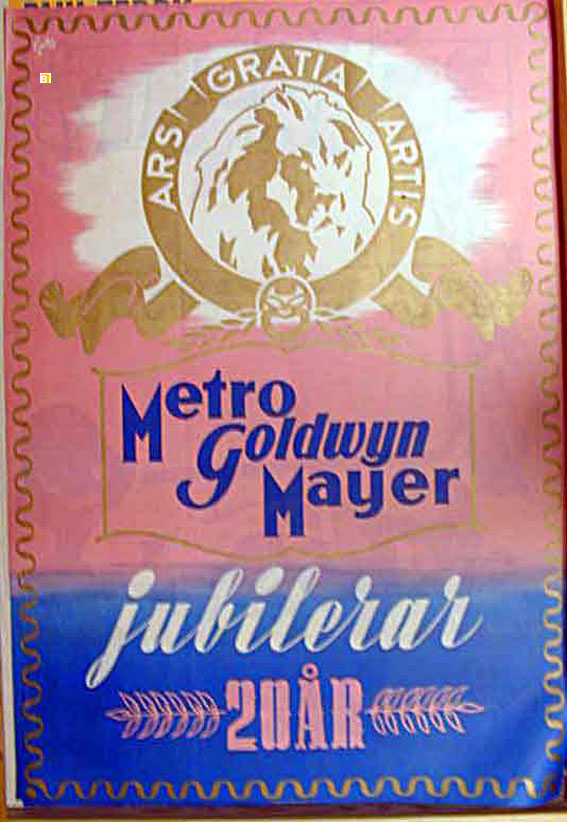 ARS GRATIA ARTIS
Metro
Goldwyn
Mayer
jubilerar
20 ÅR